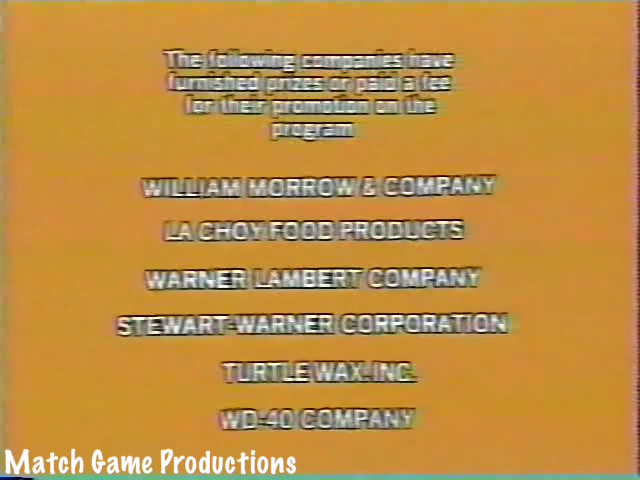 The following companies have
furnished prizes or paid a fee
for their promotion on the
program
WILLIAM MORROW & COMPANY
LA CHOY FOOD PRODUCTS
WARNER LAMBERT COMPANY
STEWART-WARNER CORPORATION
TURTLE WAX, INC.
WD-40 COMPANY
Match Game Productions